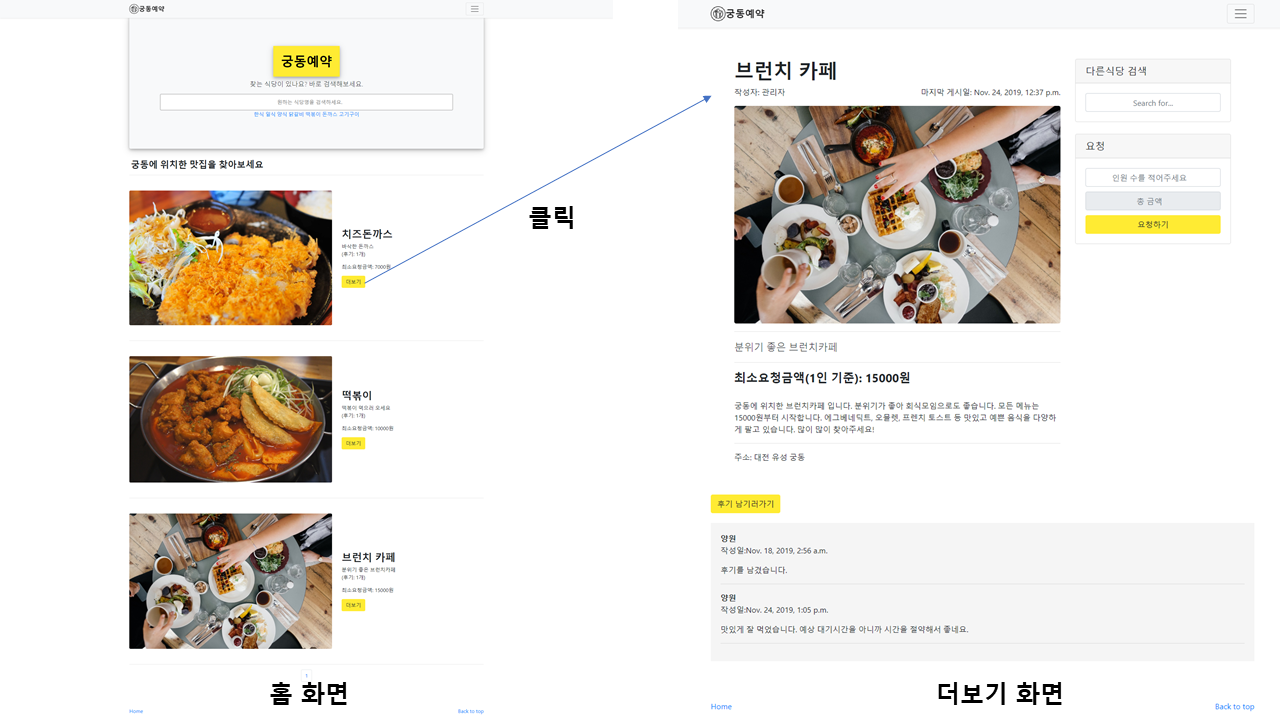 궁동예약
궁동예약
찾는 식당이 있나요? 바로 검색해보세요.
원하는 식당명을 검색하세요.
한식 일식 양식 닭갈비 떡볶이 돈까스 고기구이
궁동에 위치한 맛집을 찾아보세요
치즈돈까스
바삭한 돈까스
(후기: 1개)
최소요청금액: 7000원
더보기
떡볶이
떡볶이 먹으러 오세요
(후기: 1개)
최소요청금액: 10000원
더보기
브런치 카페
분위기 좋은 브런치카페
(후기: 1개)
최소요청금액: 15000원
더보기
1
홈 화면
Home
Back to top
클릭
궁동예약
브런치 카페
작성자: 관리자
마지막 게시일: Nov. 24, 2019, 12:37 p.m.
분위기 좋은 브런치카페
최소요청금액(1인 기준): 15000원
궁동에 위치한 브런치카페 입니다. 분위기가 좋아 회식모임으로도 좋습니다. 모든 메뉴는
15000원부터 시작합니다. 에그베네딕트, 오믈렛, 프렌치 토스트 등 맛있고 예쁜 음식을 다양하
게 팔고 있습니다. 많이 많이 찾아주세요!
주소: 대전 유성 궁동
다른식당 검색
Search for...
요청
인원 수를 적어주세요
총 금액
요청하기
후기 남기러가기
양원
작성일:Nov. 18, 2019, 2:56 a.m.
후기를 남겼습니다.
양원
작성일:Nov. 24, 2019, 1:05 p.m.
맛있게 잘 먹었습니다. 예상 대기시간을 아니까 시간을 절약해서 좋네요.
더보기 화면
Home
Back to top